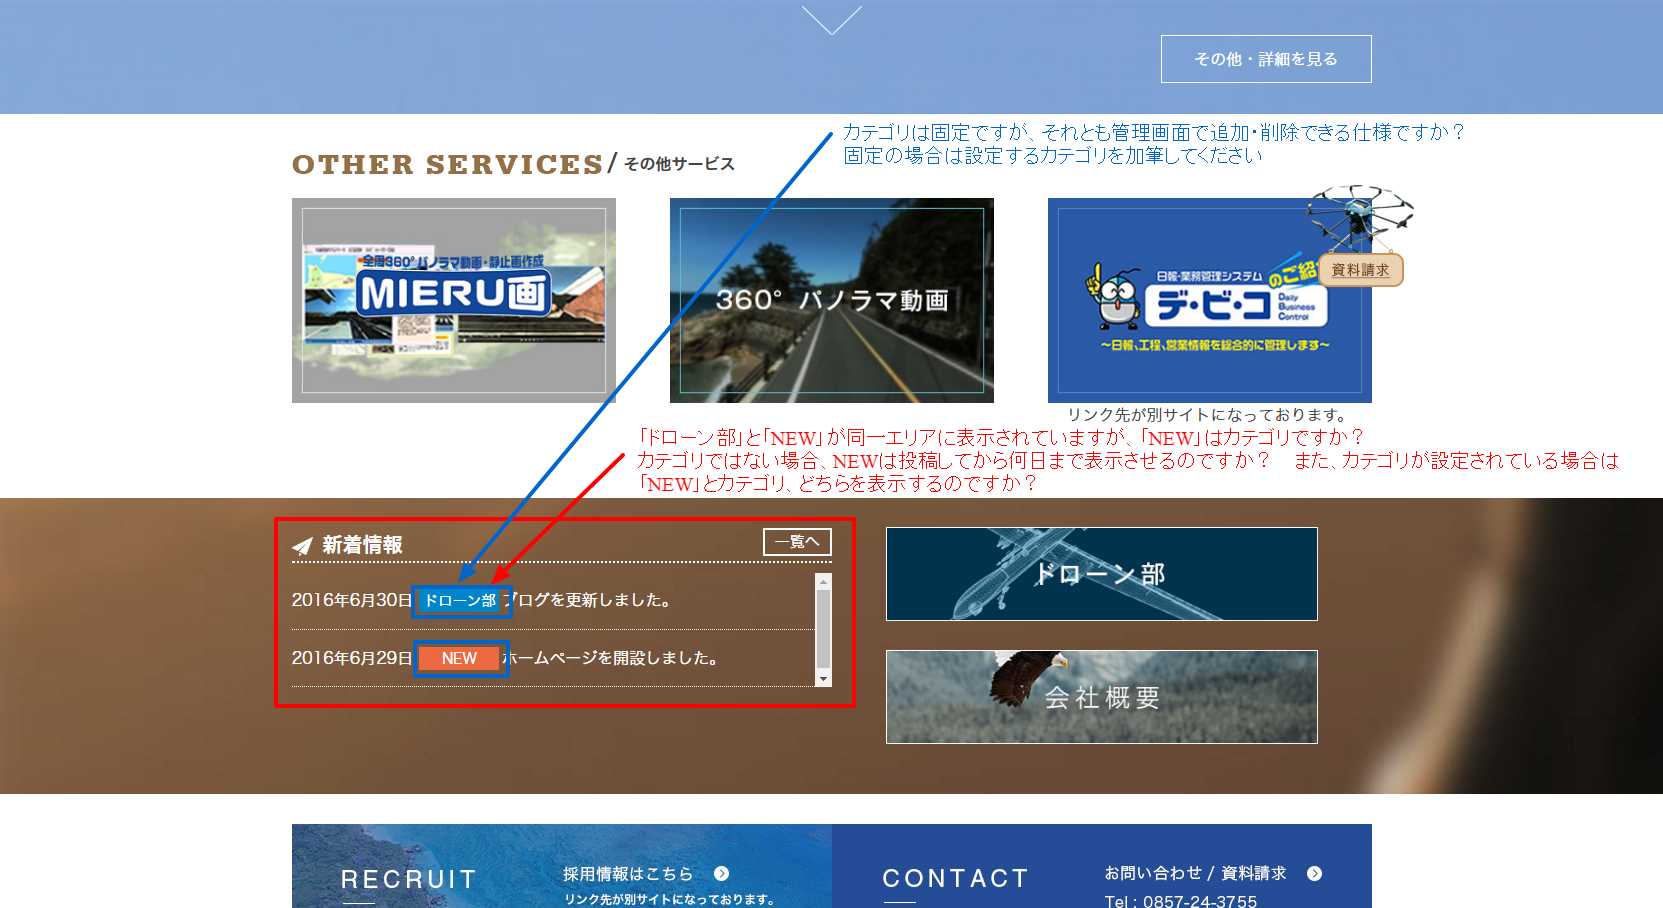 その他・詳細を見る
カテゴリは固定ですが、それとも管理画面で追加・削除できる仕様ですか？
固定の場合は設定するカテゴリを加筆してください
OTHER SERVICES / その他サービス
全周360°パノラマ動画・静止画作成
MIERU画
360°パノラマ動画
日報・業務管理システム
のご紹
デ・ビ・コ
Daily
Business
Control
～日報、工程、営業情報を総合的に管理します～
資料請求
リンク先が別サイトになっております。
「ドローン部」と「NEW」が同一エリアに表示されていますが、「NEW」はカテゴリですか？
カテゴリではない場合、NEWは投稿してから何日まで表示させるのですか？　また、カテゴリが設定されている場合は
「NEW」とカテゴリ、どちらを表示するのですか？
新着情報
一覧へ
2016年6月30日 ドローン部 ブログを更新しました。
2016年6月29日 NEW ホームページを開設しました。
ドローン部
会社概要
RECRUIT
採用情報はこちら
リンク先が別サイトになっております。
CONTACT
お問い合わせ / 資料請求
Tel : 0857-24-3755